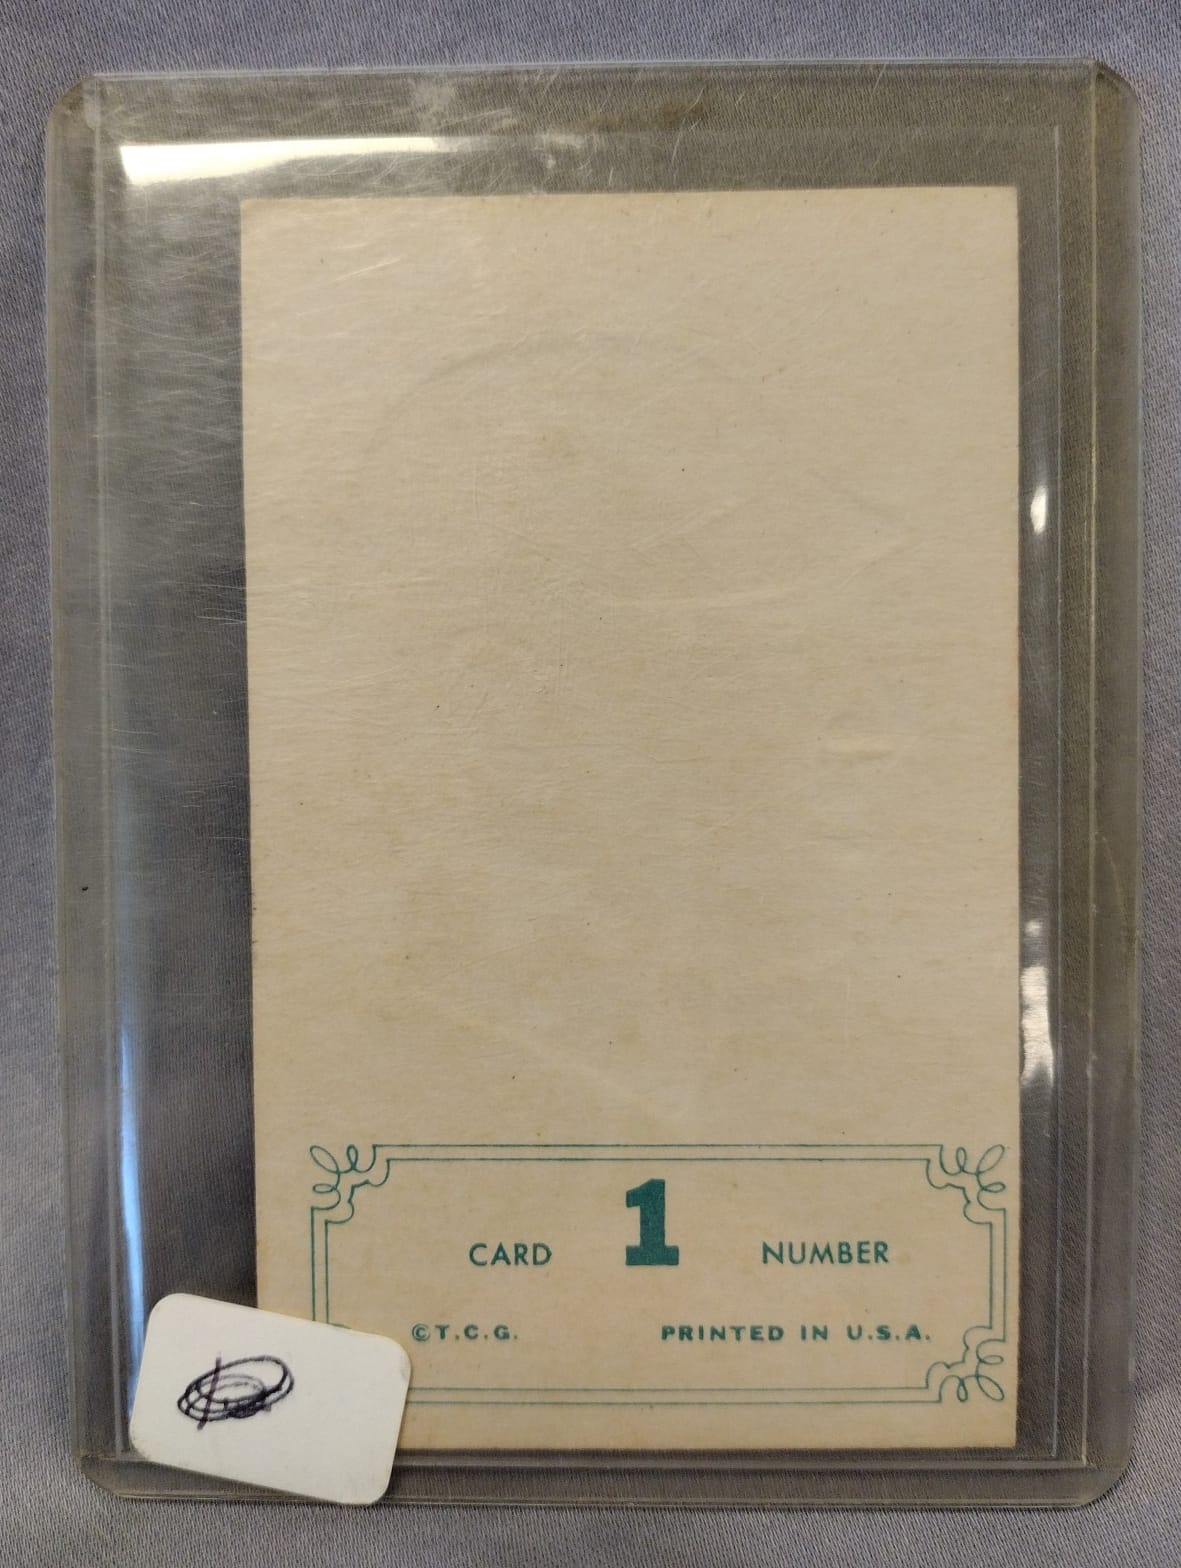 CARD 1 NUMBER
©T.C.G. PRINTED IN U.S.A.